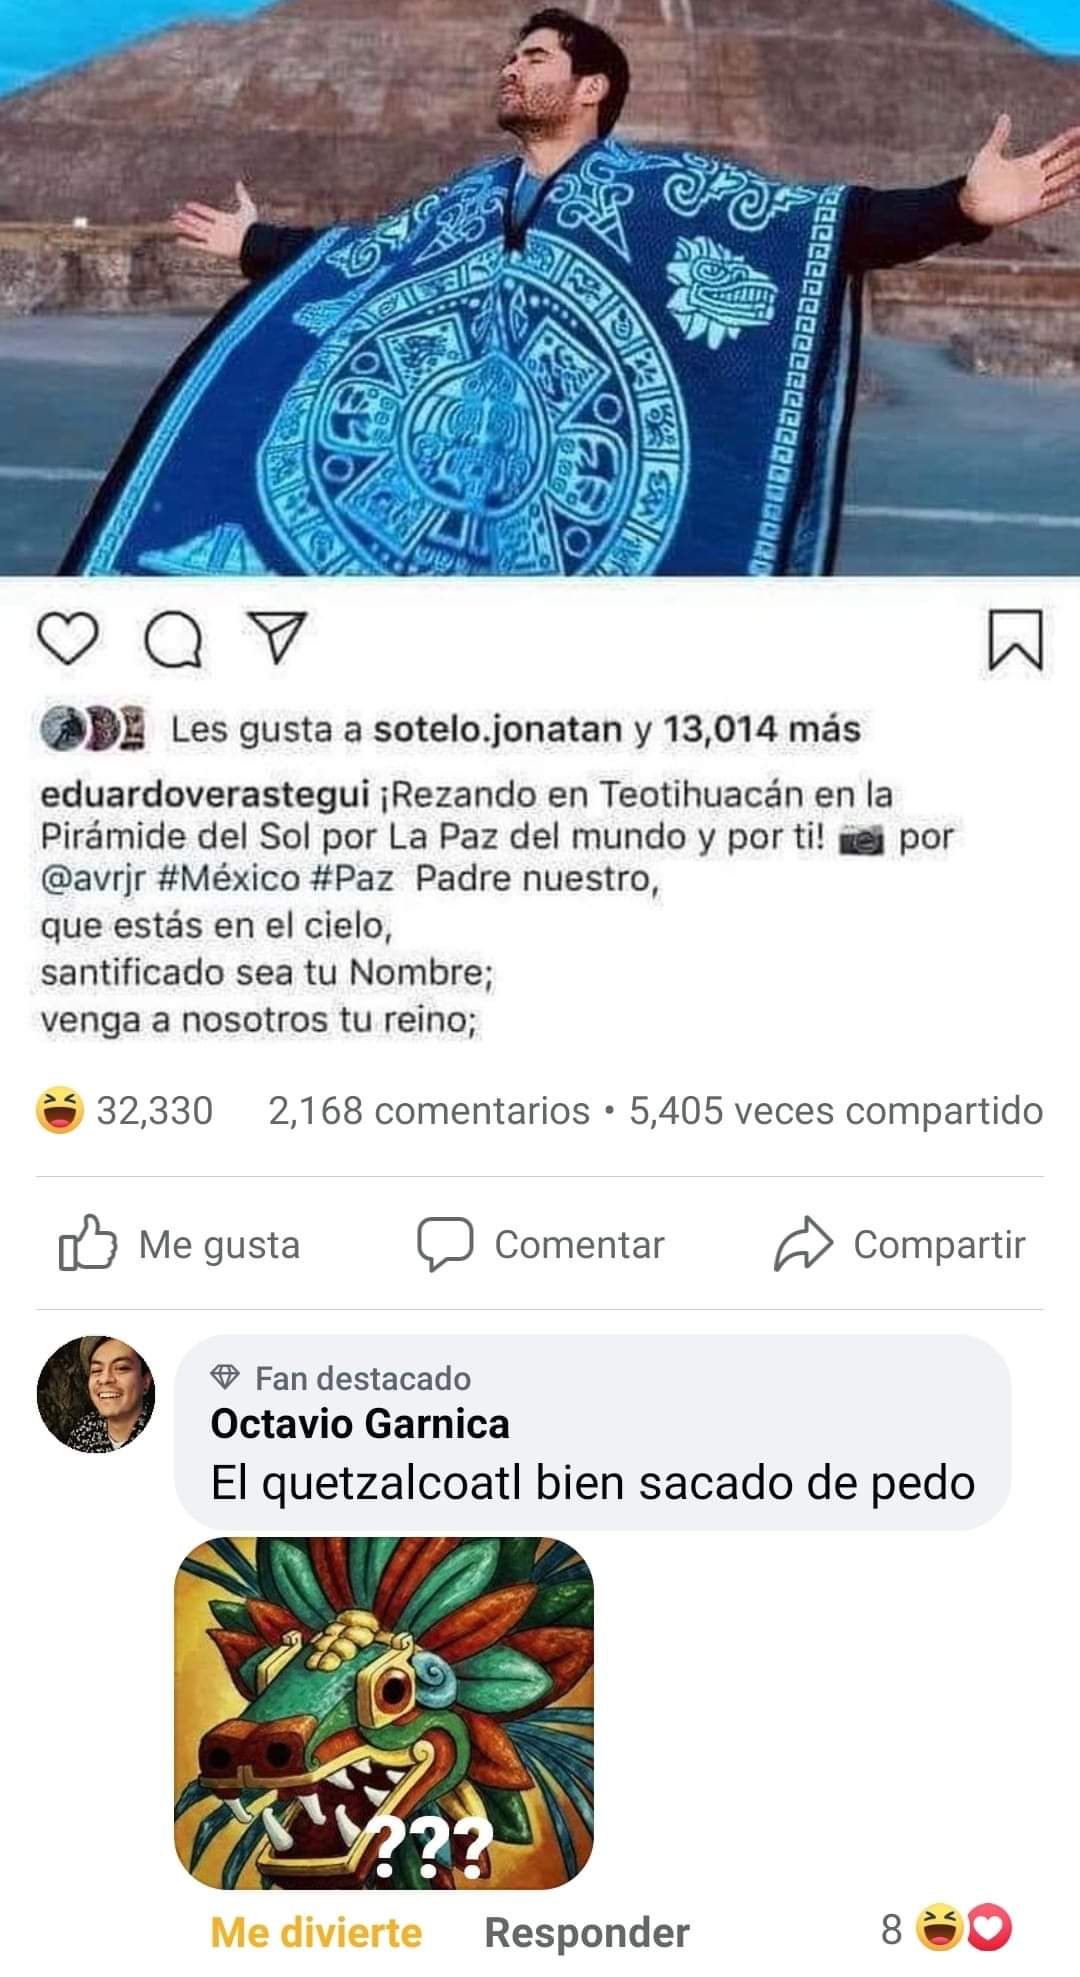 Les gusta a sotelo.jonatan y 13,014 más
eduardoverastegui ¡Rezando en Teotihuacán en la
Pirámide del Sol por La Paz del mundo y por ti! 📷 por
@avrjr #México #Paz Padre nuestro,
que estás en el cielo,
santificado sea tu Nombre;
venga a nosotros tu reino;
32,330 2,168 comentarios • 5,405 veces compartido
Me gusta Comentar Compartir
Fan destacado
Octavio Garnica
El quetzalcoatl bien sacado de pedo
???
Me divierte Responder 8